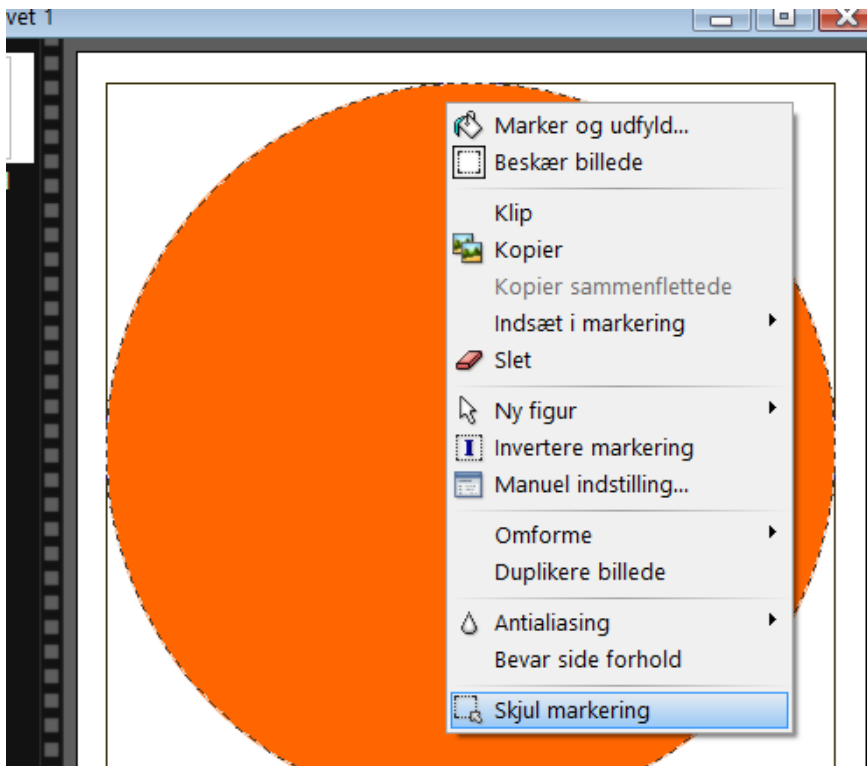 vet 1
Marker og udfyld...
Beskær billede
Klip
Kopier
Kopier sammenflettede
Indsæt i markering
Slet
Ny figur
Invertere markering
Manuel indstilling...
Omforme
Duplikere billede
Antialiasing
Bevar side forhold
Skjul markering